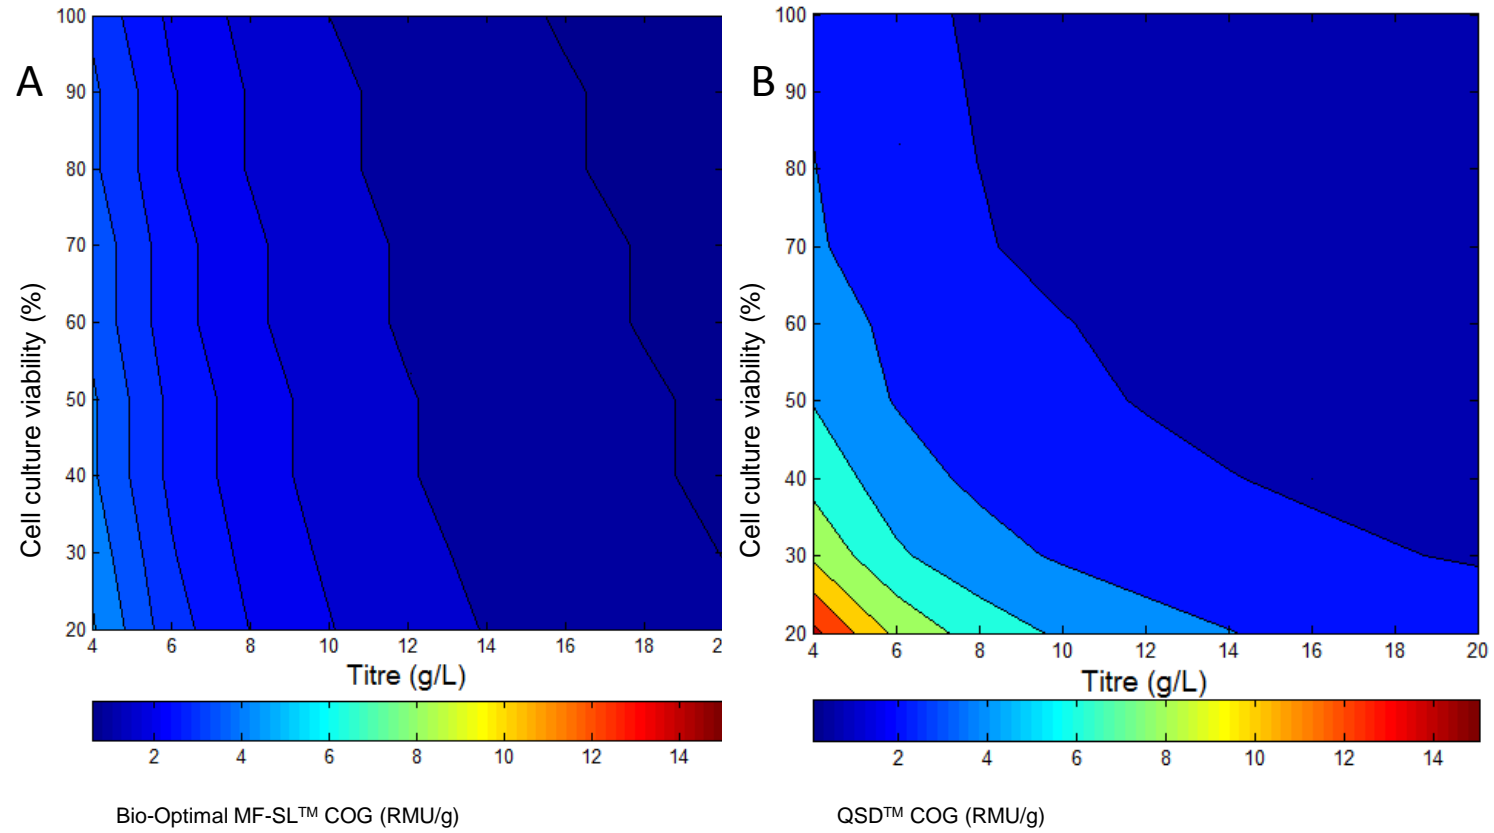 A
100
90
80
70
60
50
40
30
20
Cell culture viability (%)
4 6 8 10 12 14 16 18 2
Titre (g/L)
2 4 6 8 10 12 14
Bio-Optimal MF-SL™ COG (RMU/g)
B
100
90
80
70
60
50
40
30
20
Cell culture viability (%)
4 6 8 10 12 14 16 18 20
Titre (g/L)
2 4 6 8 10 12 14
QSD™ COG (RMU/g)